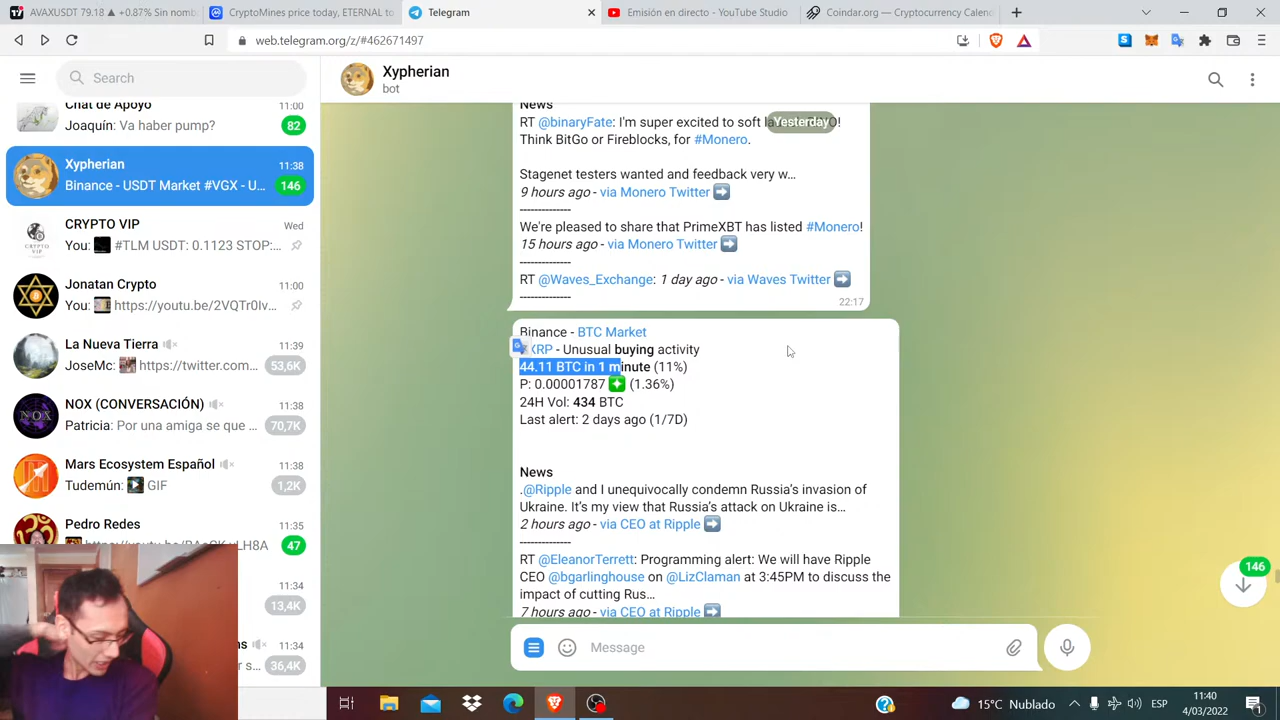 AVAXUSDT 79.18 ▲ +0.81% Sin nomb
CryptoMines price today, ETERNAL to
Telegram
Emisión en directo - YouTube Studio
Coindar.org — Cryptocurrency Calend
web.telegram.org/z/#462671497
Search
Chat de Apoyo
11:00
Joaquín: Va haber pump?
82
Xypherian
11:38
Binance - USDT Market #VGX - U...
146
CRYPTO VIP
Wed
You: #TLM USDT: 0.1123 STOP:...
Jonatan Crypto
11:00
You: https://youtu.be/2VQTr0Iv...
La Nueva Tierra
11:39
JoseMc: https://twitter.com...
53,6K
NOX (CONVERSACIÓN)
11:38
Patricia: Por una amiga se que ...
70,7K
Mars Ecosystem Español
11:38
Tudemún: GIF
1,2K
Pedro Redes
11:35
47
11:34
13,4K
11:34
36,4K
Xypherian
bot
News
Yesterday
RT @binaryFate: I'm super excited to soft
Think BitGo or Fireblocks, for #Monero.
Stagenet testers wanted and feedback very w...
9 hours ago - via Monero Twitter
--------------
We're pleased to share that PrimeXBT has listed #Monero!
15 hours ago - via Monero Twitter
--------------
RT @Waves_Exchange: 1 day ago - via Waves Twitter
--------------
22:17
Binance - BTC Market
XRP - Unusual buying activity
44.11 BTC in 1 minute (11%)
P: 0.00001787 (1.36%)
24H Vol: 434 BTC
Last alert: 2 days ago (1/7D)
News
.@Ripple and I unequivocally condemn Russia's invasion of
Ukraine. It's my view that Russia's attack on Ukraine is...
2 hours ago - via CEO at Ripple
--------------
RT @EleanorTerrett: Programming alert: We will have Ripple
CEO @bgarlinghouse on @LizClaman at 3:45PM to discuss the
impact of cutting Rus...
7 hours ago - via CEO at Ripple
146
Message
15°C Nublado
ESP
11:40
4/03/2022